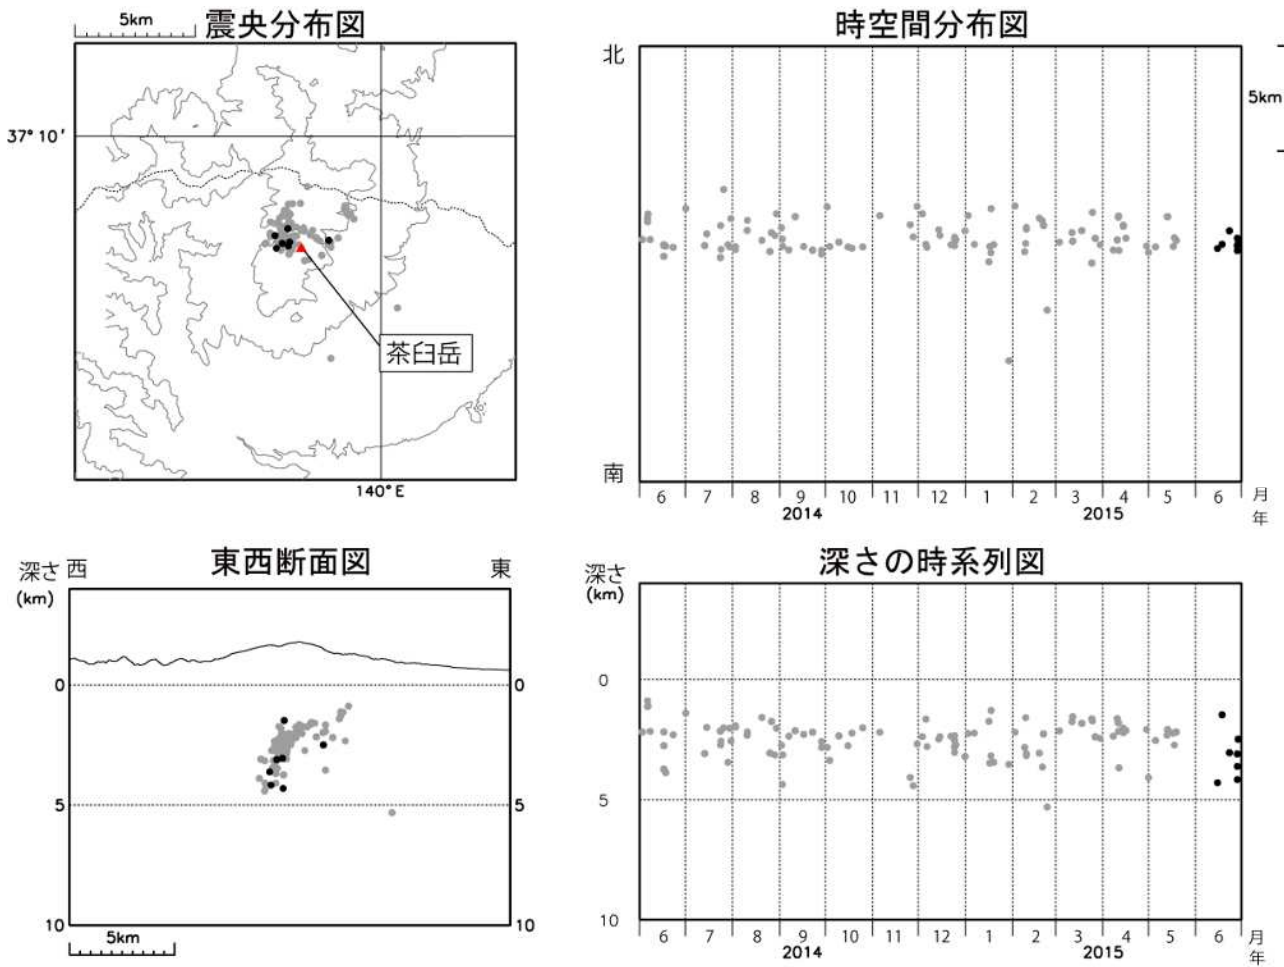 5km
震央分布図
37°10′
茶臼岳
140°E
時空間分布図
北
5km
南
6 7 8 9 10 11 12 1 2 3 4 5 6 月
2014 2015 年
東西断面図
深さ 西 東
(km)
0 0
5 5
10 10
5km
深さの時系列図
深さ
(km)
0
5
10
6 7 8 9 10 11 12 1 2 3 4 5 6 月
2014 2015 年